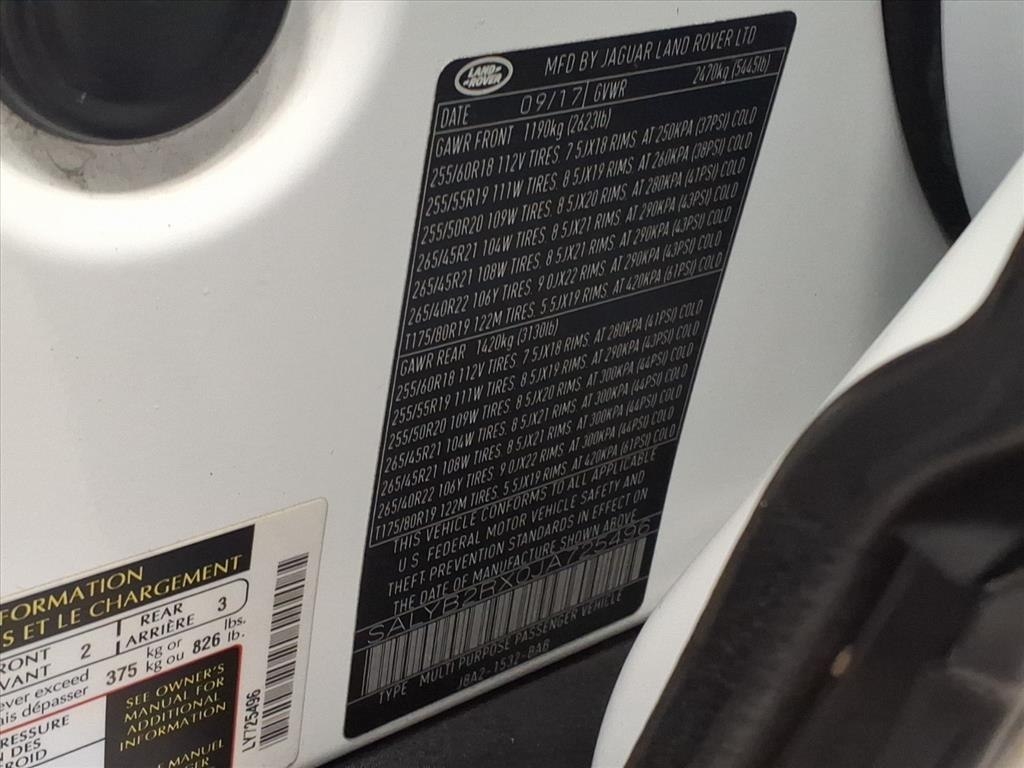 LAND ROVER
MFD BY JAGUAR LAND ROVER LTD
DATE 09/17 GVWR 2470kg (5445lb)
GAWR FRONT 1190kg (2623lb)
255/60R18 112V TIRES 7.5JX18 RIMS AT 250KPA (37PSI) COLD
255/55R19 111W TIRES 8.5JX19 RIMS AT 260KPA (38PSI) COLD
255/50R20 109W TIRES 8.5JX20 RIMS AT 280KPA (41PSI) COLD
265/45R21 104W TIRES 8.5JX21 RIMS AT 290KPA (43PSI) COLD
265/45R21 108W TIRES 8.5JX21 RIMS AT 290KPA (43PSI) COLD
265/40R22 106Y TIRES 9.0JX22 RIMS AT 290KPA (43PSI) COLD
T175/80R19 122M TIRES 5.5JX19 RIMS AT 420KPA (61PSI) COLD
GAWR REAR 1420kg (3130lb)
255/60R18 112V TIRES 7.5JX18 RIMS AT 280KPA (41PSI) COLD
255/55R19 111W TIRES 8.5JX19 RIMS AT 290KPA (43PSI) COLD
255/50R20 109W TIRES 8.5JX20 RIMS AT 300KPA (44PSI) COLD
265/45R21 104W TIRES 8.5JX21 RIMS AT 300KPA (44PSI) COLD
265/45R21 108W TIRES 8.5JX21 RIMS AT 300KPA (44PSI) COLD
265/40R22 106Y TIRES 9.0JX22 RIMS AT 300KPA (44PSI) COLD
T175/80R19 122M TIRES 5.5JX19 RIMS AT 420KPA (61PSI) COLD
THIS VEHICLE CONFORMS TO ALL APPLICABLE
U.S. FEDERAL MOTOR VEHICLE SAFETY AND
THEFT PREVENTION STANDARDS IN EFFECT ON
THE DATE OF MANUFACTURE SHOWN ABOVE
SALYB2RX0JA725496
TYPE MULTI PURPOSE PASSENGER VEHICLE
J8A2-1532-BAB
FORMATION
S ET LE CHARGEMENT
RONT 2 REAR 3
VANT ARRIÈRE
ever exceed 375 kg or 826 lbs.
ais dépasser kg ou lb.
RESSURE
ON DES
ROID
SEE OWNER'S
MANUAL FOR
ADDITIONAL
INFORMATION
MANUEL
LY725496